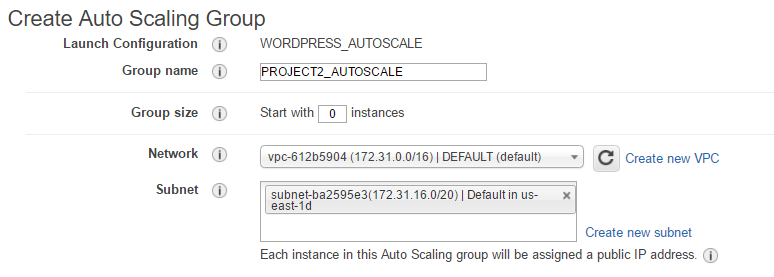 Create Auto Scaling Group
Launch Configuration WORDPRESS_AUTOSCALE
Group name PROJECT2_AUTOSCALE
Group size Start with 0 instances
Network vpc-612b5904 (172.31.0.0/16) | DEFAULT (default) Create new VPC
Subnet subnet-ba2595e3(172.31.16.0/20) | Default in us-
east-1d
Create new subnet
Each instance in this Auto Scaling group will be assigned a public IP address.